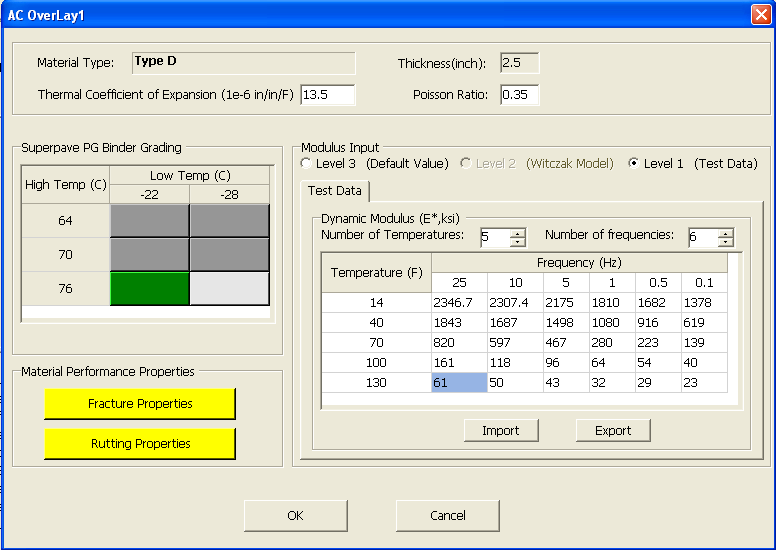 AC OverLay1
Material Type: Type D Thickness(inch): 2.5
Thermal Coefficient of Expansion (1e-6 in/in/F) 13.5 Poisson Ratio: 0.35
Superpave PG Binder Grading
High Temp (C) Low Temp (C)
-22 -28
64
70
76
Material Performance Properties
Fracture Properties
Rutting Properties
Modulus Input
Level 3 (Default Value) Level 2 (Witczak Model) Level 1 (Test Data)
Test Data
Dynamic Modulus (E*,ksi)
Number of Temperatures: 5 Number of frequencies: 6
Temperature (F) Frequency (Hz)
25 10 5 1 0.5 0.1
14 2346.7 2307.4 2175 1810 1682 1378
40 1843 1687 1498 1080 916 619
70 820 597 467 280 223 139
100 161 118 96 64 54 40
130 61 50 43 32 29 23
Import Export
OK Cancel